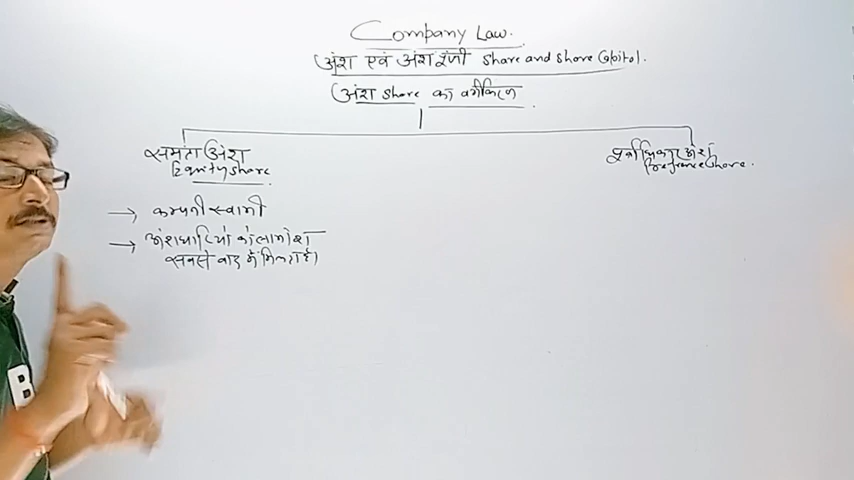 Company Law.
अंश एवं अंश पूंजी share and share Capital.
अंश share का वर्गीकरण
समता अंश
Equity share
पूर्वाधिकार अंश
Preference Share.
→ कम्पनी स्वामी
→ अंशधारियों को लाभांश
सबसे बाद में मिलता है।
B